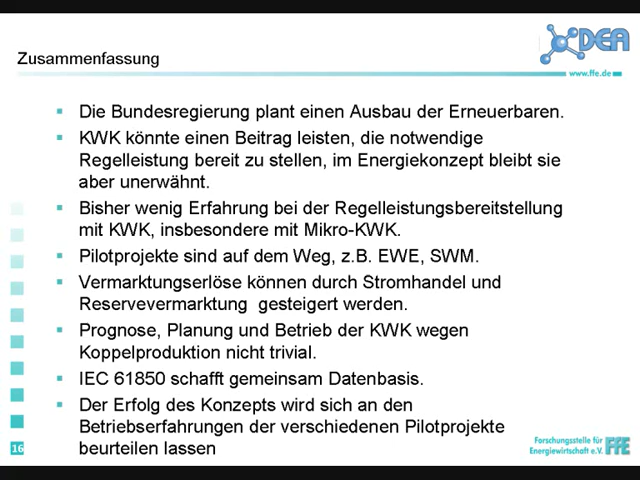 DEA
Zusammenfassung
www.ffe.de
Die Bundesregierung plant einen Ausbau der Erneuerbaren.
KWK könnte einen Beitrag leisten, die notwendige
Regelleistung bereit zu stellen, im Energiekonzept bleibt sie
aber unerwähnt.
Bisher wenig Erfahrung bei der Regelleistungsbereitstellung
mit KWK, insbesondere mit Mikro-KWK.
Pilotprojekte sind auf dem Weg, z.B. EWE, SWM.
Vermarktungserlöse können durch Stromhandel und
Reservevermarktung gesteigert werden.
Prognose, Planung und Betrieb der KWK wegen
Koppelproduktion nicht trivial.
IEC 61850 schafft gemeinsam Datenbasis.
Der Erfolg des Konzepts wird sich an den
Betriebserfahrungen der verschiedenen Pilotprojekte
beurteilen lassen
16
Forschungsstelle für
Energiewirtschaft e.V. FfE